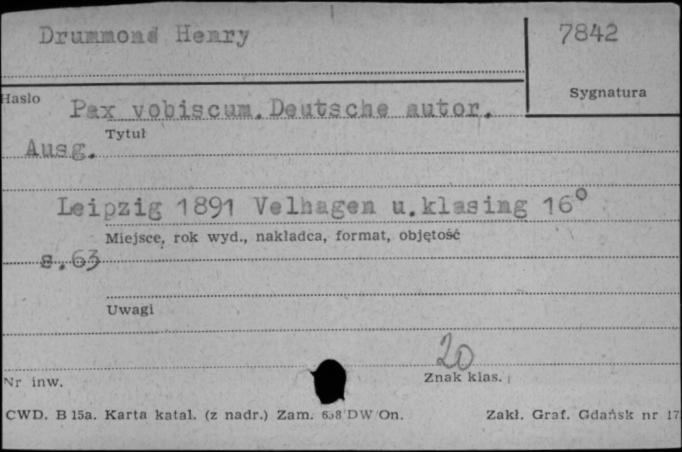 Drummond Henry
7842
Hasło
Sygnatura
Pax vobiscum. Deutsche autor.
Tytuł
Ausg.
Leipzig 1891 Velhagen u. klasing 16°
Miejsce, rok wyd., nakładca, format, objętość
s. 63
Uwagi
20
Nr inw.
Znak klas.
CWD. B 15a. Karta katal. (z nadr.) Zam. DW On. Zakł. Graf. Gdańsk nr 17